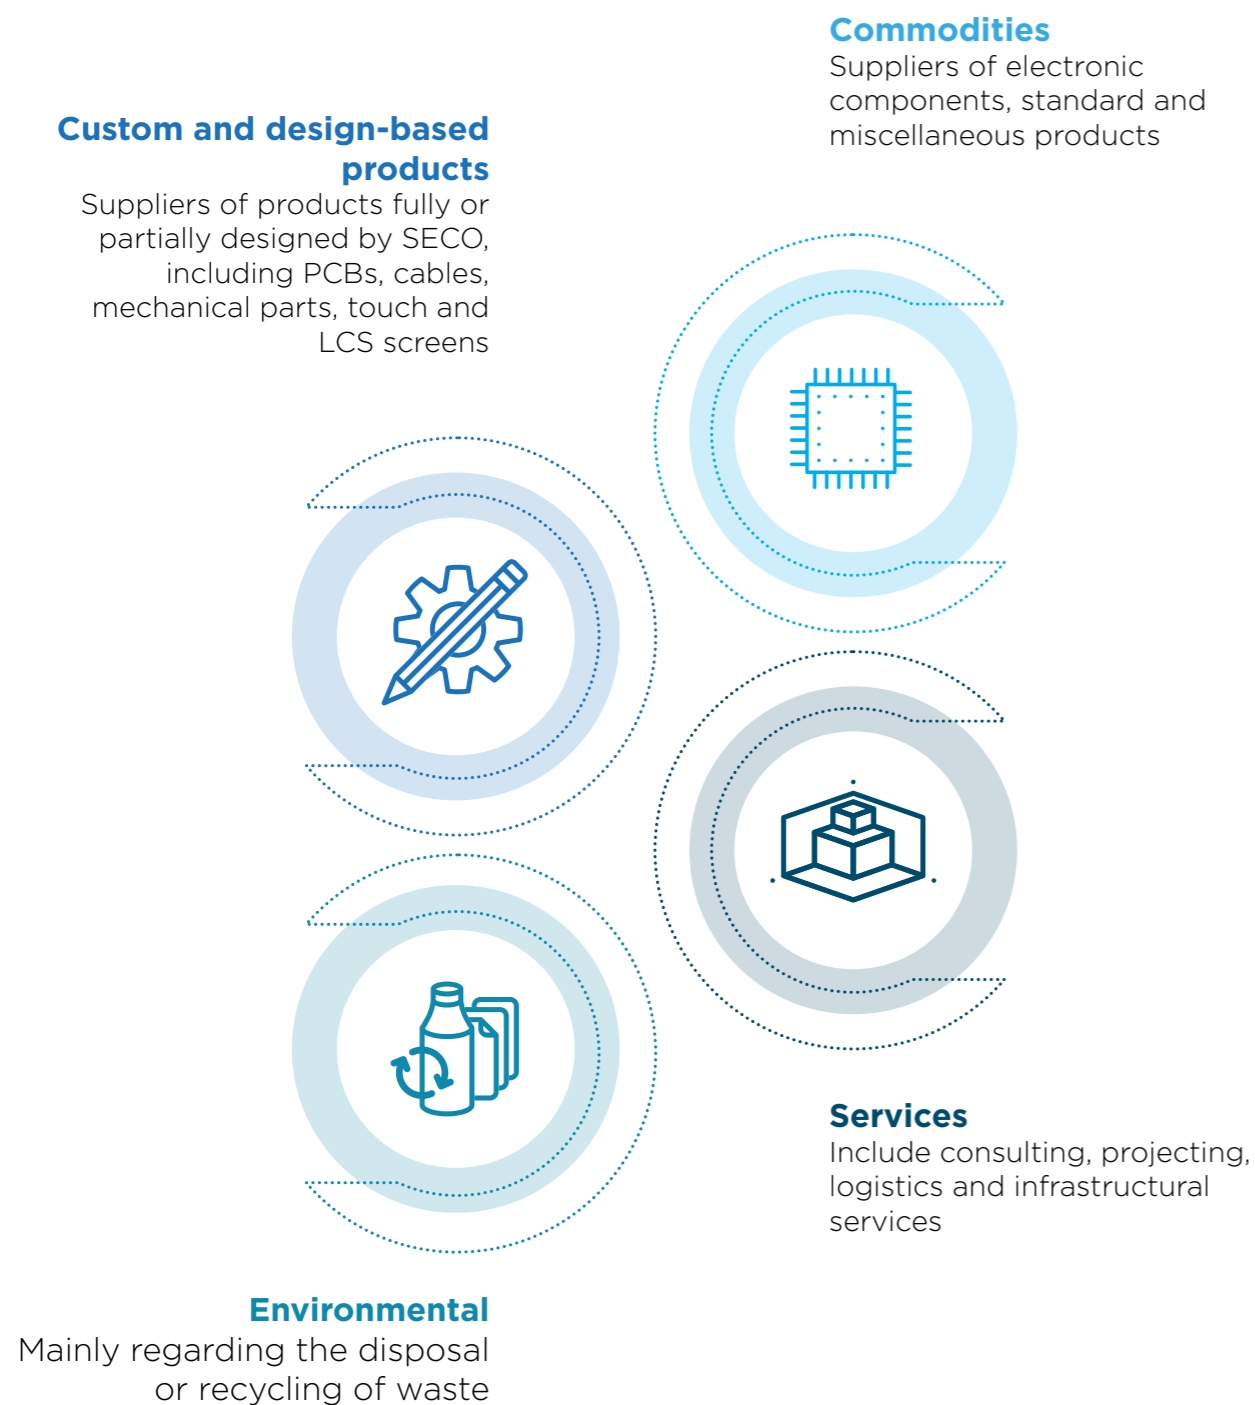 Commodities
Suppliers of electronic
components, standard and
miscellaneous products
Custom and design-based
products
Suppliers of products fully or
partially designed by SECO,
including PCBs, cables,
mechanical parts, touch and
LCS screens
Services
Include consulting, projecting,
logistics and infrastructural
services
Environmental
Mainly regarding the disposal
or recycling of waste